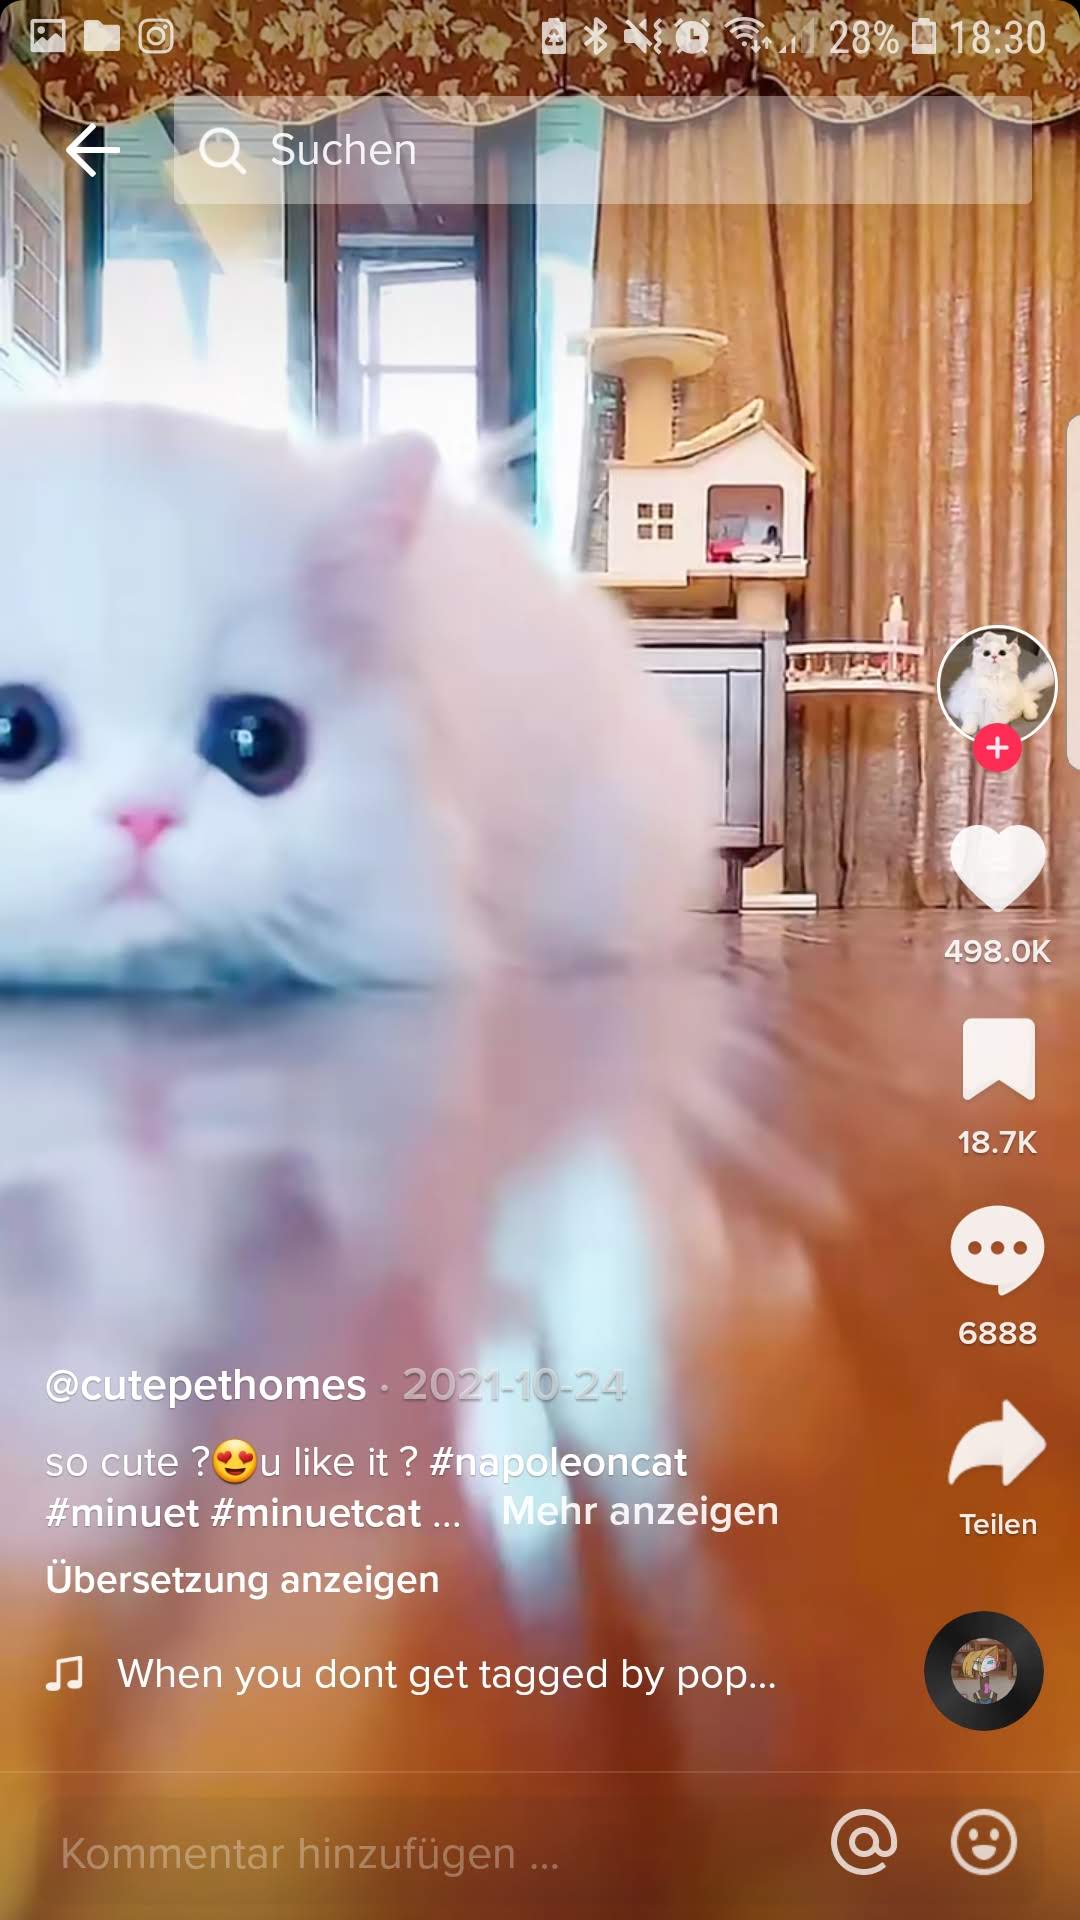 28% 18:30
Suchen
498.0K
18.7K
6888
@cutepethomes · 2021-10-24
so cute ?😍u like it ? #napoleoncat
#minuet #minuetcat ... Mehr anzeigen
Teilen
Übersetzung anzeigen
When you dont get tagged by pop...
Kommentar hinzufügen ...